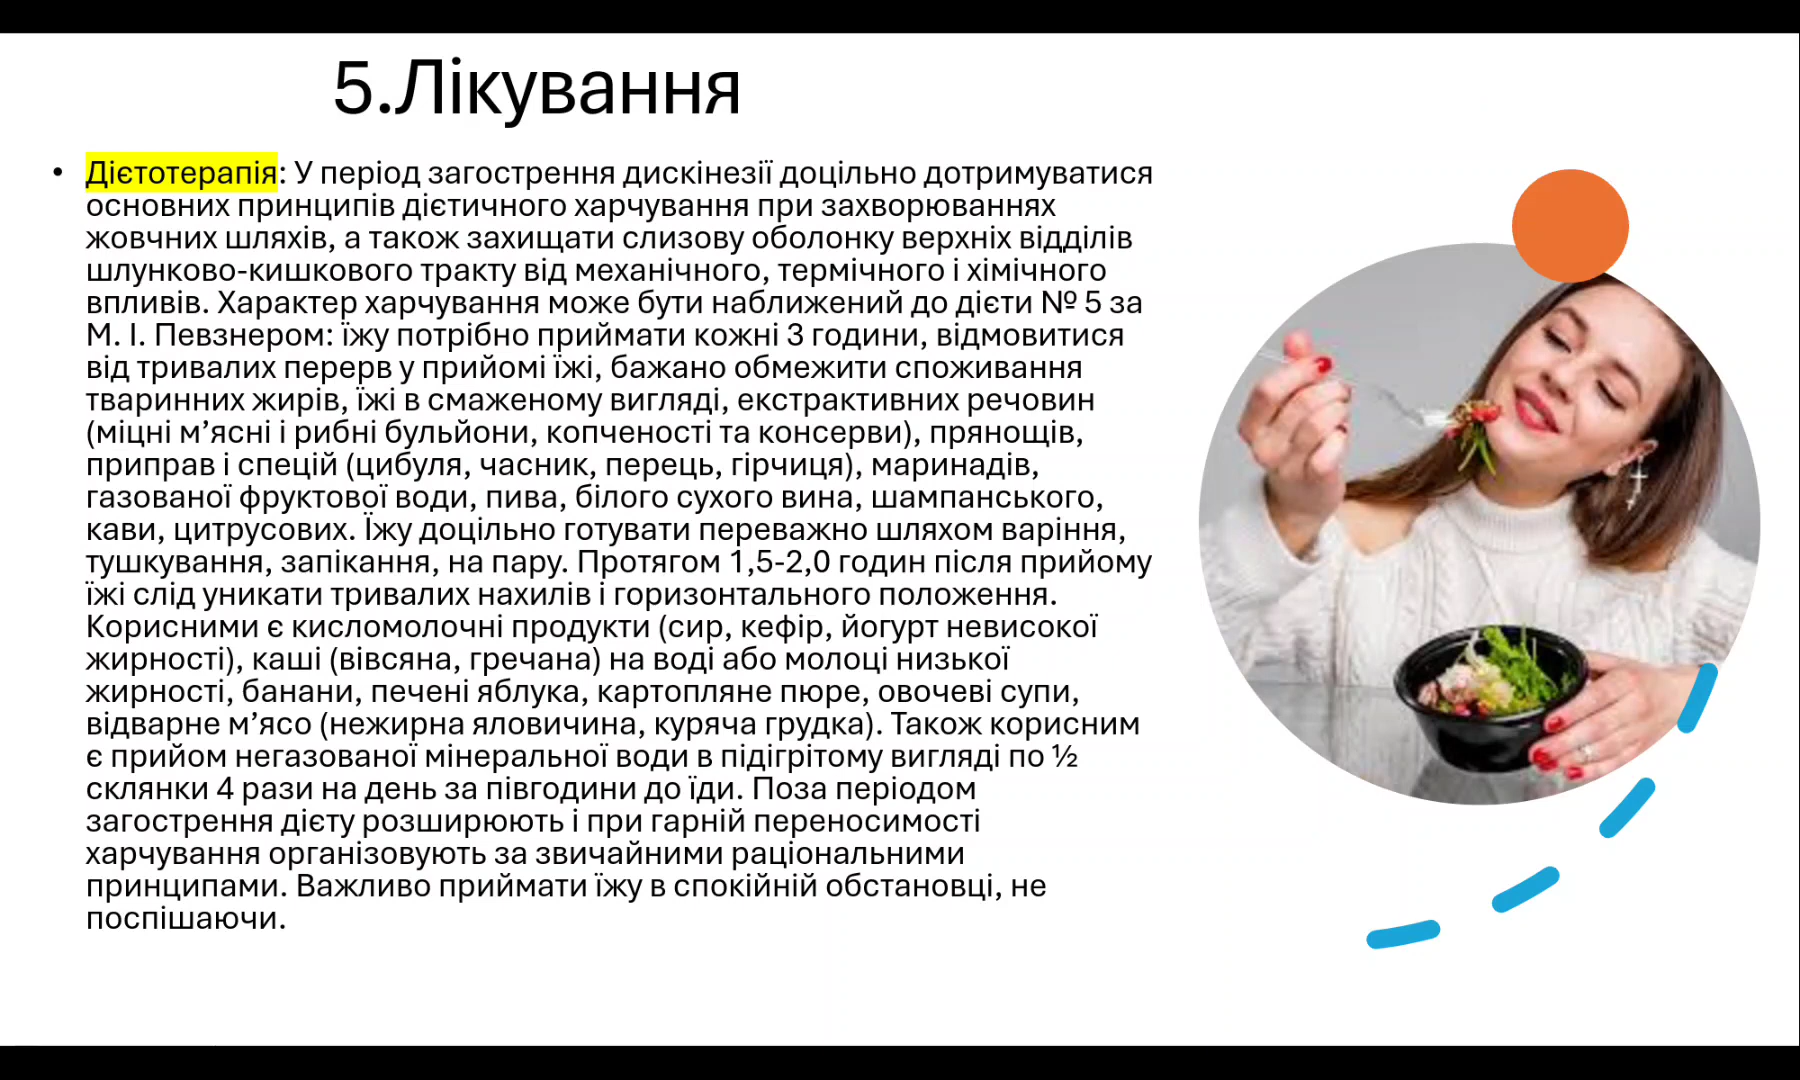 5.Лікування
• Дієтотерапія: У період загострення дискінезії доцільно дотримуватися
основних принципів дієтичного харчування при захворюваннях
жовчних шляхів, а також захищати слизову оболонку верхніх відділів
шлунково-кишкового тракту від механічного, термічного і хімічного
впливів. Характер харчування може бути наближений до дієти № 5 за
М. І. Певзнером: їжу потрібно приймати кожні 3 години, відмовитися
від тривалих перерв у прийомі їжі, бажано обмежити споживання
тваринних жирів, їжі в смаженому вигляді, екстрактивних речовин
(міцні м’ясні і рибні бульйони, копченості та консерви), прянощів,
приправ і спецій (цибуля, часник, перець, гірчиця), маринадів,
газованої фруктової води, пива, білого сухого вина, шампанського,
кави, цитрусових. Їжу доцільно готувати переважно шляхом варіння,
тушкування, запікання, на пару. Протягом 1,5-2,0 годин після прийому
їжі слід уникати тривалих нахилів і горизонтального положення.
Корисними є кисломолочні продукти (сир, кефір, йогурт невисокої
жирності), каші (вівсяна, гречана) на воді або молоці низької
жирності, банани, печені яблука, картопляне пюре, овочеві супи,
відварне м’ясо (нежирна яловичина, куряча грудка). Також корисним
є прийом негазованої мінеральної води в підігрітому вигляді по ½
склянки 4 рази на день за півгодини до їди. Поза періодом
загострення дієту розширюють і при гарній переносимості
харчування організовують за звичайними раціональними
принципами. Важливо приймати їжу в спокійній обстановці, не
поспішаючи.